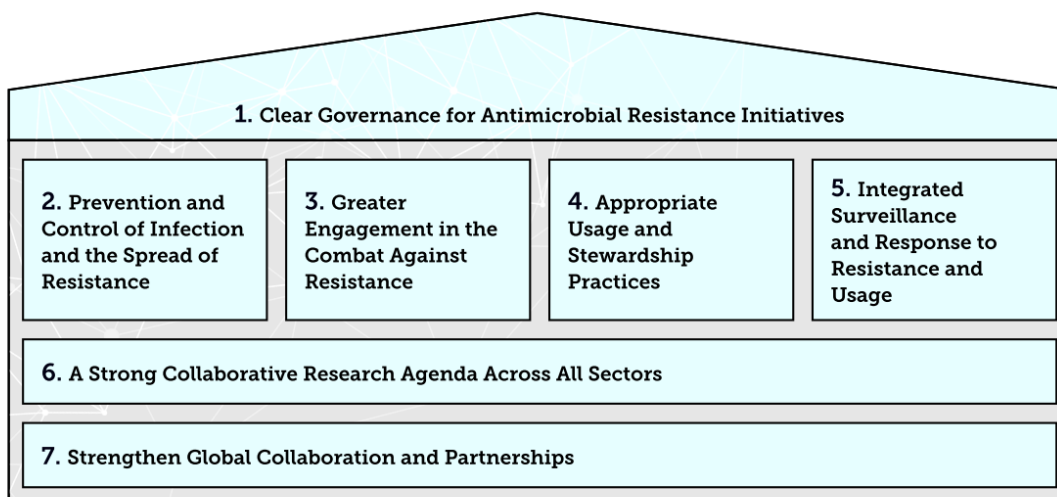 1. Clear Governance for Antimicrobial Resistance Initiatives
2. Prevention and
Control of Infection
and the Spread of
Resistance
3. Greater
Engagement in the
Combat Against
Resistance
4. Appropriate
Usage and
Stewardship
Practices
5. Integrated
Surveillance
and Response to
Resistance and
Usage
6. A Strong Collaborative Research Agenda Across All Sectors
7. Strengthen Global Collaboration and Partnerships